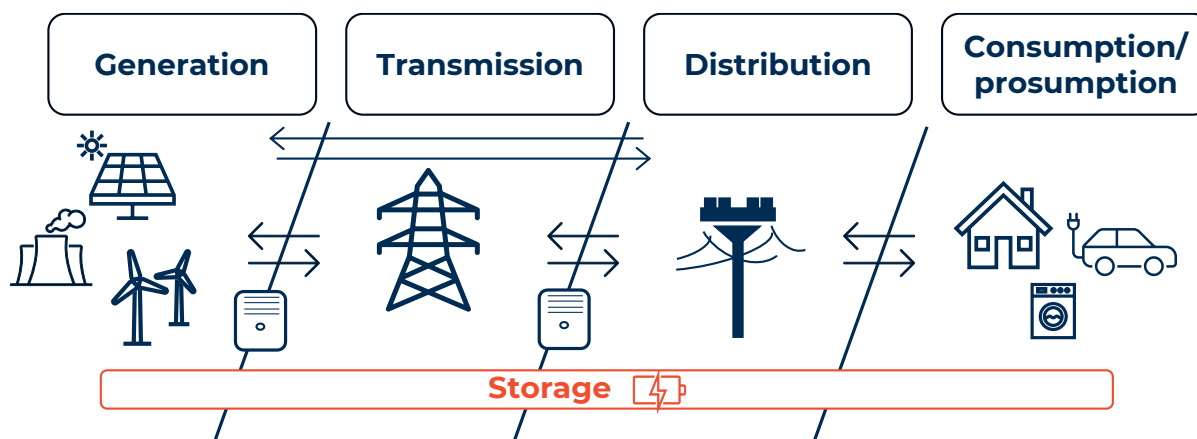 Generation
Transmission
Distribution
Consumption/
prosumption
Storage